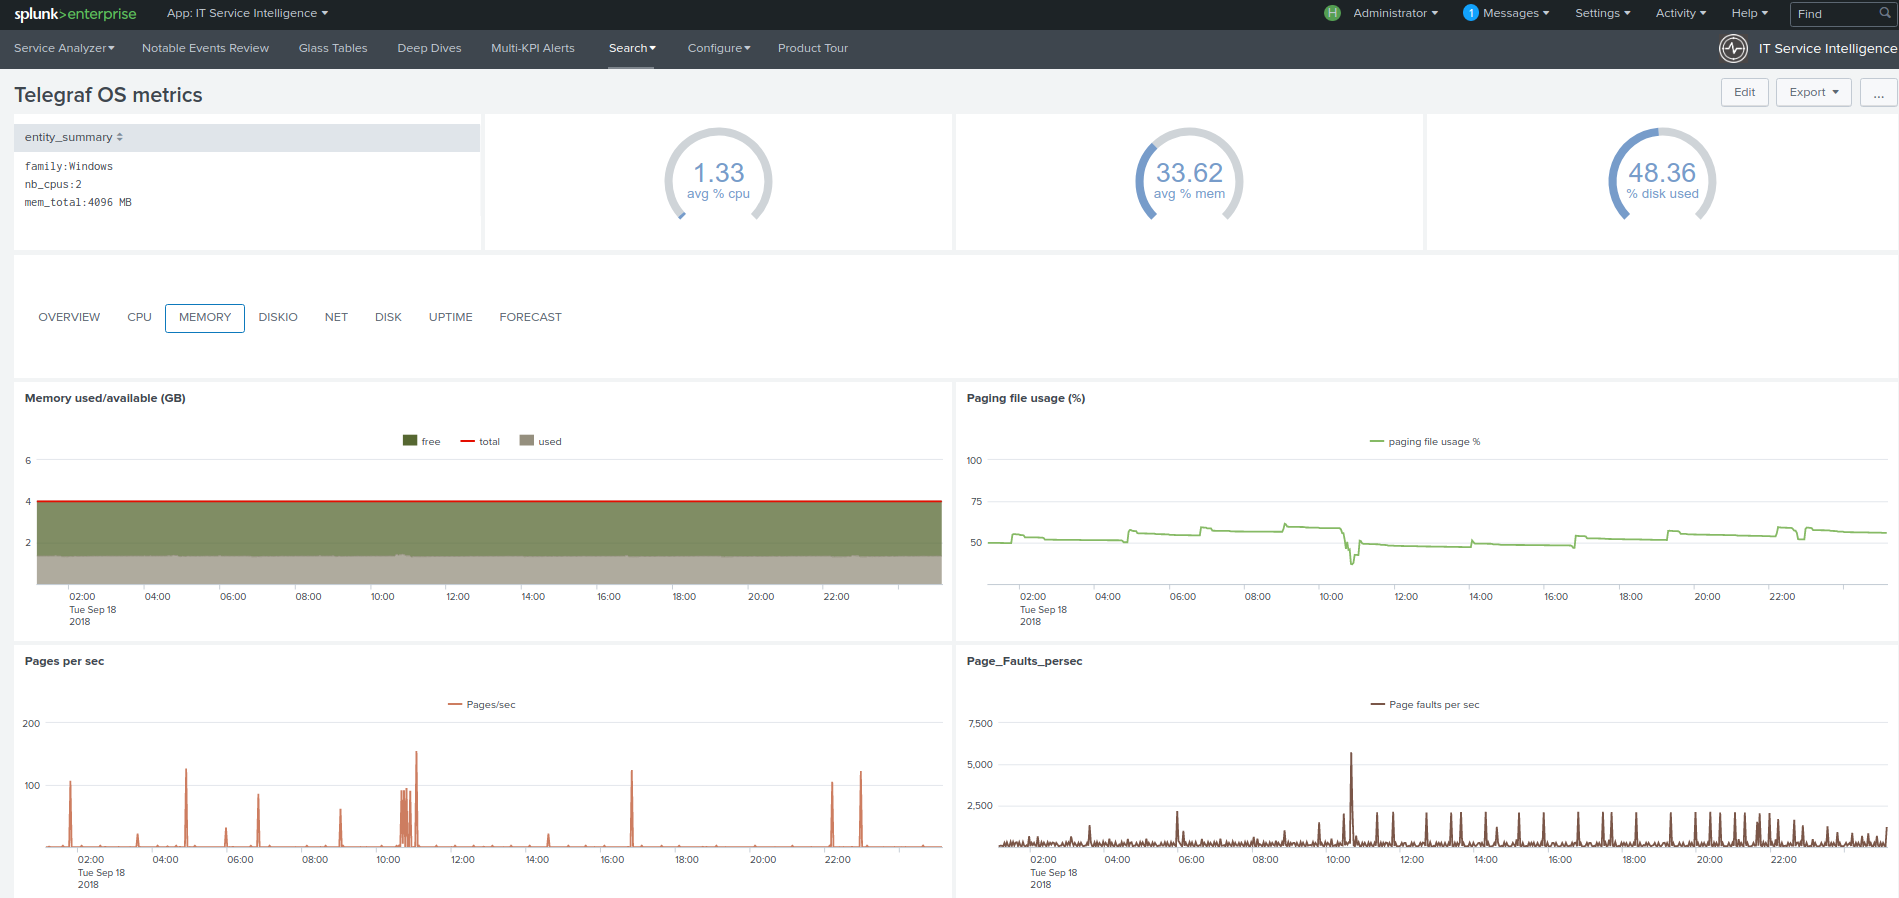 splunk>enterprise App: IT Service Intelligence H Administrator 1 Messages Settings Activity Help Find
Service Analyzer Notable Events Review Glass Tables Deep Dives Multi-KPI Alerts Search Configure Product Tour IT Service Intelligence
Telegraf OS metrics Edit Export ...
entity_summary
family:Windows
nb_cpus:2
mem_total:4096 MB
1.33
avg % cpu
33.62
avg % mem
48.36
% disk used
OVERVIEW CPU MEMORY DISKIO NET DISK UPTIME FORECAST
Memory used/available (GB)
free total used
6
4
2
02:00 04:00 06:00 08:00 10:00 12:00 14:00 16:00 18:00 20:00 22:00
Tue Sep 18
2018
Paging file usage (%)
paging file usage %
100
75
50
02:00 04:00 06:00 08:00 10:00 12:00 14:00 16:00 18:00 20:00 22:00
Tue Sep 18
2018
Pages per sec
Pages/sec
200
100
02:00 04:00 06:00 08:00 10:00 12:00 14:00 16:00 18:00 20:00 22:00
Tue Sep 18
2018
Page_Faults_persec
Page faults per sec
7,500
5,000
2,500
02:00 04:00 06:00 08:00 10:00 12:00 14:00 16:00 18:00 20:00 22:00
Tue Sep 18
2018